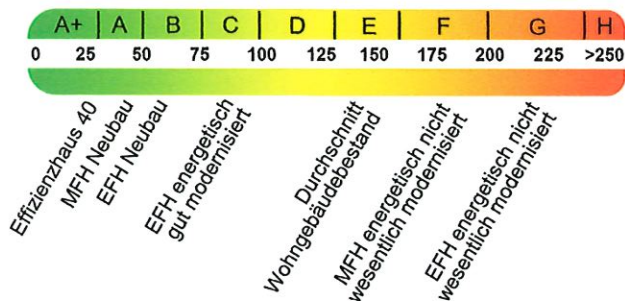 A+ A B C D E F G H
0 25 50 75 100 125 150 175 200 225 >250
Effizienzhaus 40
MFH Neubau
EFH Neubau
EFH energetisch
gut modernisiert
Durchschnitt
Wohngebäudebestand
MFH energetisch nicht
wesentlich modernisiert
EFH energetisch nicht
wesentlich modernisiert